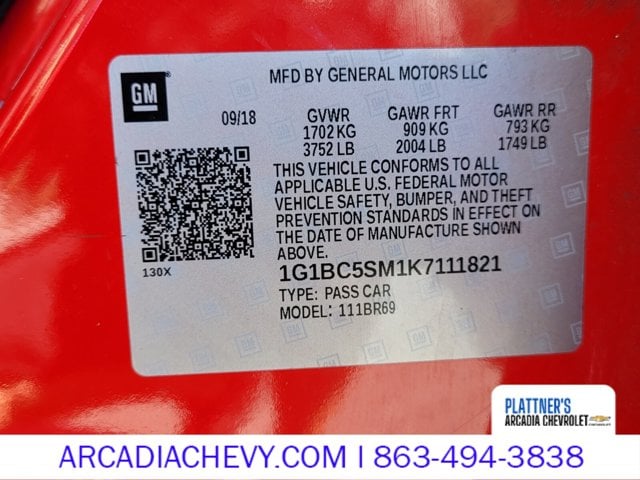 GM
MFD BY GENERAL MOTORS LLC
09/18
GVWR
GAWR FRT
GAWR RR
1702 KG
909 KG
793 KG
3752 LB
2004 LB
1749 LB
THIS VEHICLE CONFORMS TO ALL
APPLICABLE U.S. FEDERAL MOTOR
VEHICLE SAFETY, BUMPER, AND THEFT
PREVENTION STANDARDS IN EFFECT ON
THE DATE OF MANUFACTURE SHOWN
ABOVE.
130X
1G1BC5SM1K7111821
TYPE: PASS CAR
MODEL: 111BR69
PLATTNER'S
ARCADIA CHEVROLET
CHEVROLET
ARCADIACHEVY.COM | 863-494-3838